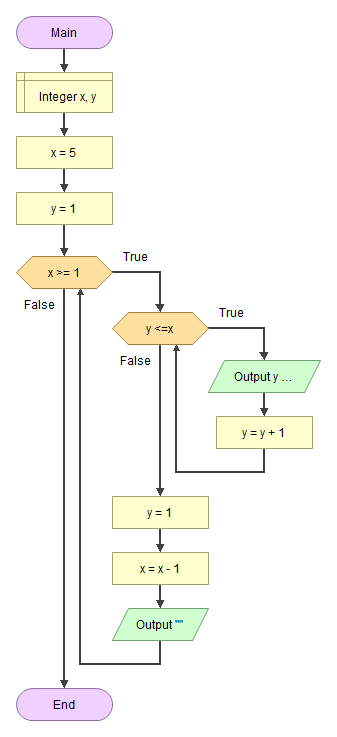 Main
Integer x, y
x = 5
y = 1
x >= 1
True
False
y <=x
True
False
Output y ...
y = y + 1
y = 1
x = x - 1
Output ""
End